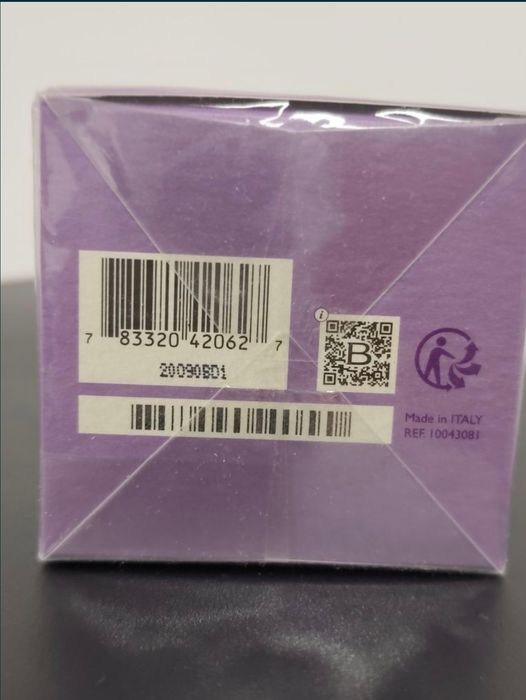 7 83320 42062 7
20090BD1
i
B
Made in ITALY
REF. 10043081